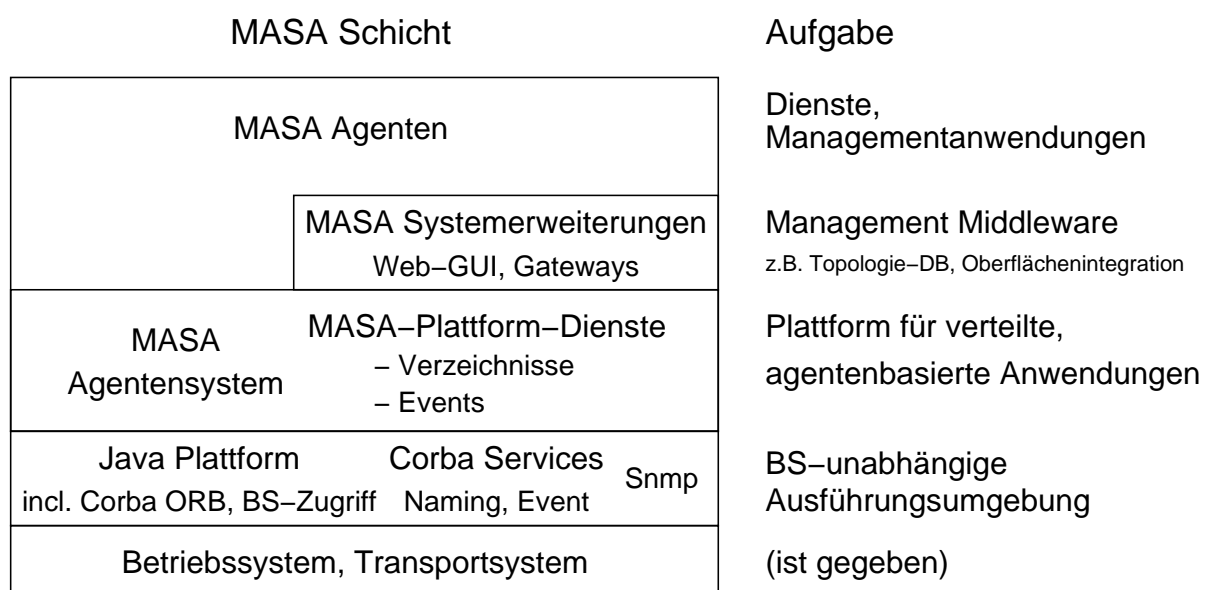 MASA Schicht
Aufgabe
MASA Agenten
Dienste,
Managementanwendungen
MASA Systemerweiterungen
Web−GUI, Gateways
Management Middleware
z.B. Topologie−DB, Oberflächenintegration
MASA
Agentensystem
MASA−Plattform−Dienste
− Verzeichnisse
− Events
Plattform für verteilte,
agentenbasierte Anwendungen
Java Plattform
incl. Corba ORB, BS−Zugriff
Corba Services
Naming, Event
Snmp
BS−unabhängige
Ausführungsumgebung
Betriebssystem, Transportsystem
(ist gegeben)